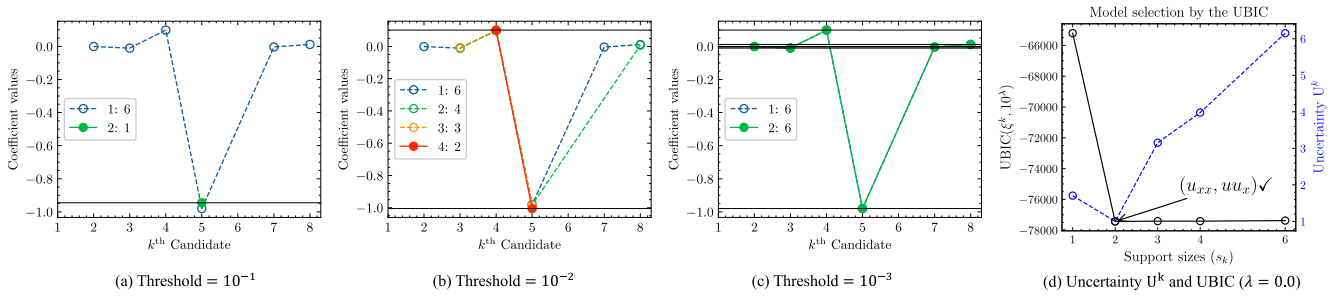 Coefficient values
0.0
−0.2
−0.4
−0.6
−0.8
−1.0
1: 6
2: 1
1 2 3 4 5 6 7 8
kᵗʰ Candidate
(a) Threshold = 10⁻¹
Coefficient values
0.0
−0.2
−0.4
−0.6
−0.8
−1.0
1: 6
2: 4
3: 3
4: 2
1 2 3 4 5 6 7 8
kᵗʰ Candidate
(b) Threshold = 10⁻²
Coefficient values
0.0
−0.2
−0.4
−0.6
−0.8
−1.0
1: 6
2: 6
1 2 3 4 5 6 7 8
kᵗʰ Candidate
(c) Threshold = 10⁻³
Model selection by the UBIC
UBIC(ξᵏ, 10^λ)
−66000
−68000
−70000
−72000
−74000
−76000
−78000
(uₓₓ, uuₓ)✓
6
5
4
3
2
1
Uncertainty Uᵏ
1 2 3 4 6
Support sizes (sₖ)
(d) Uncertainty Uᵏ and UBIC (λ = 0.0)